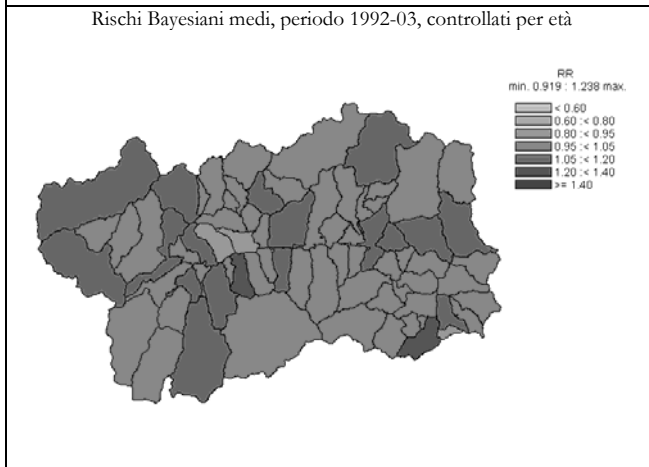 Rischi Bayesiani medi, periodo 1992-03, controllati per età
RR
min. 0.919 : 1.238 max.
< 0.60
0.60 :< 0.80
0.80 :< 0.95
0.95 :< 1.05
1.05 :< 1.20
1.20 :< 1.40
>= 1.40